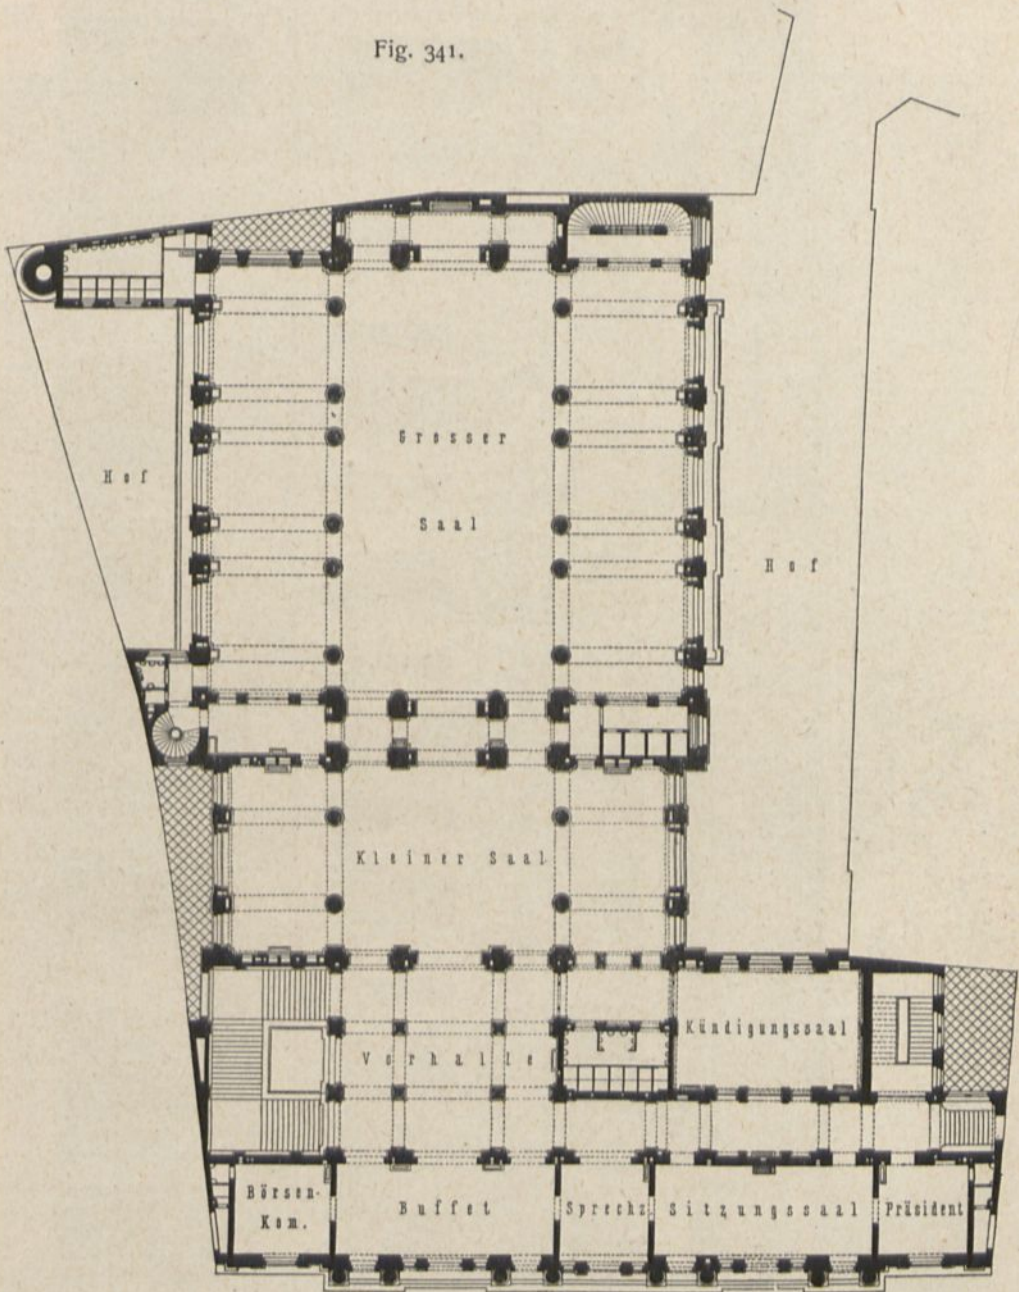 Fig. 341.
Grosser
Saal
Hof
Hof
Kleiner Saal
Vorhalle
Kündigungssaal
Börsen-
Kom.
Buffet
Sprechz
Sitzungssaal
Präsident